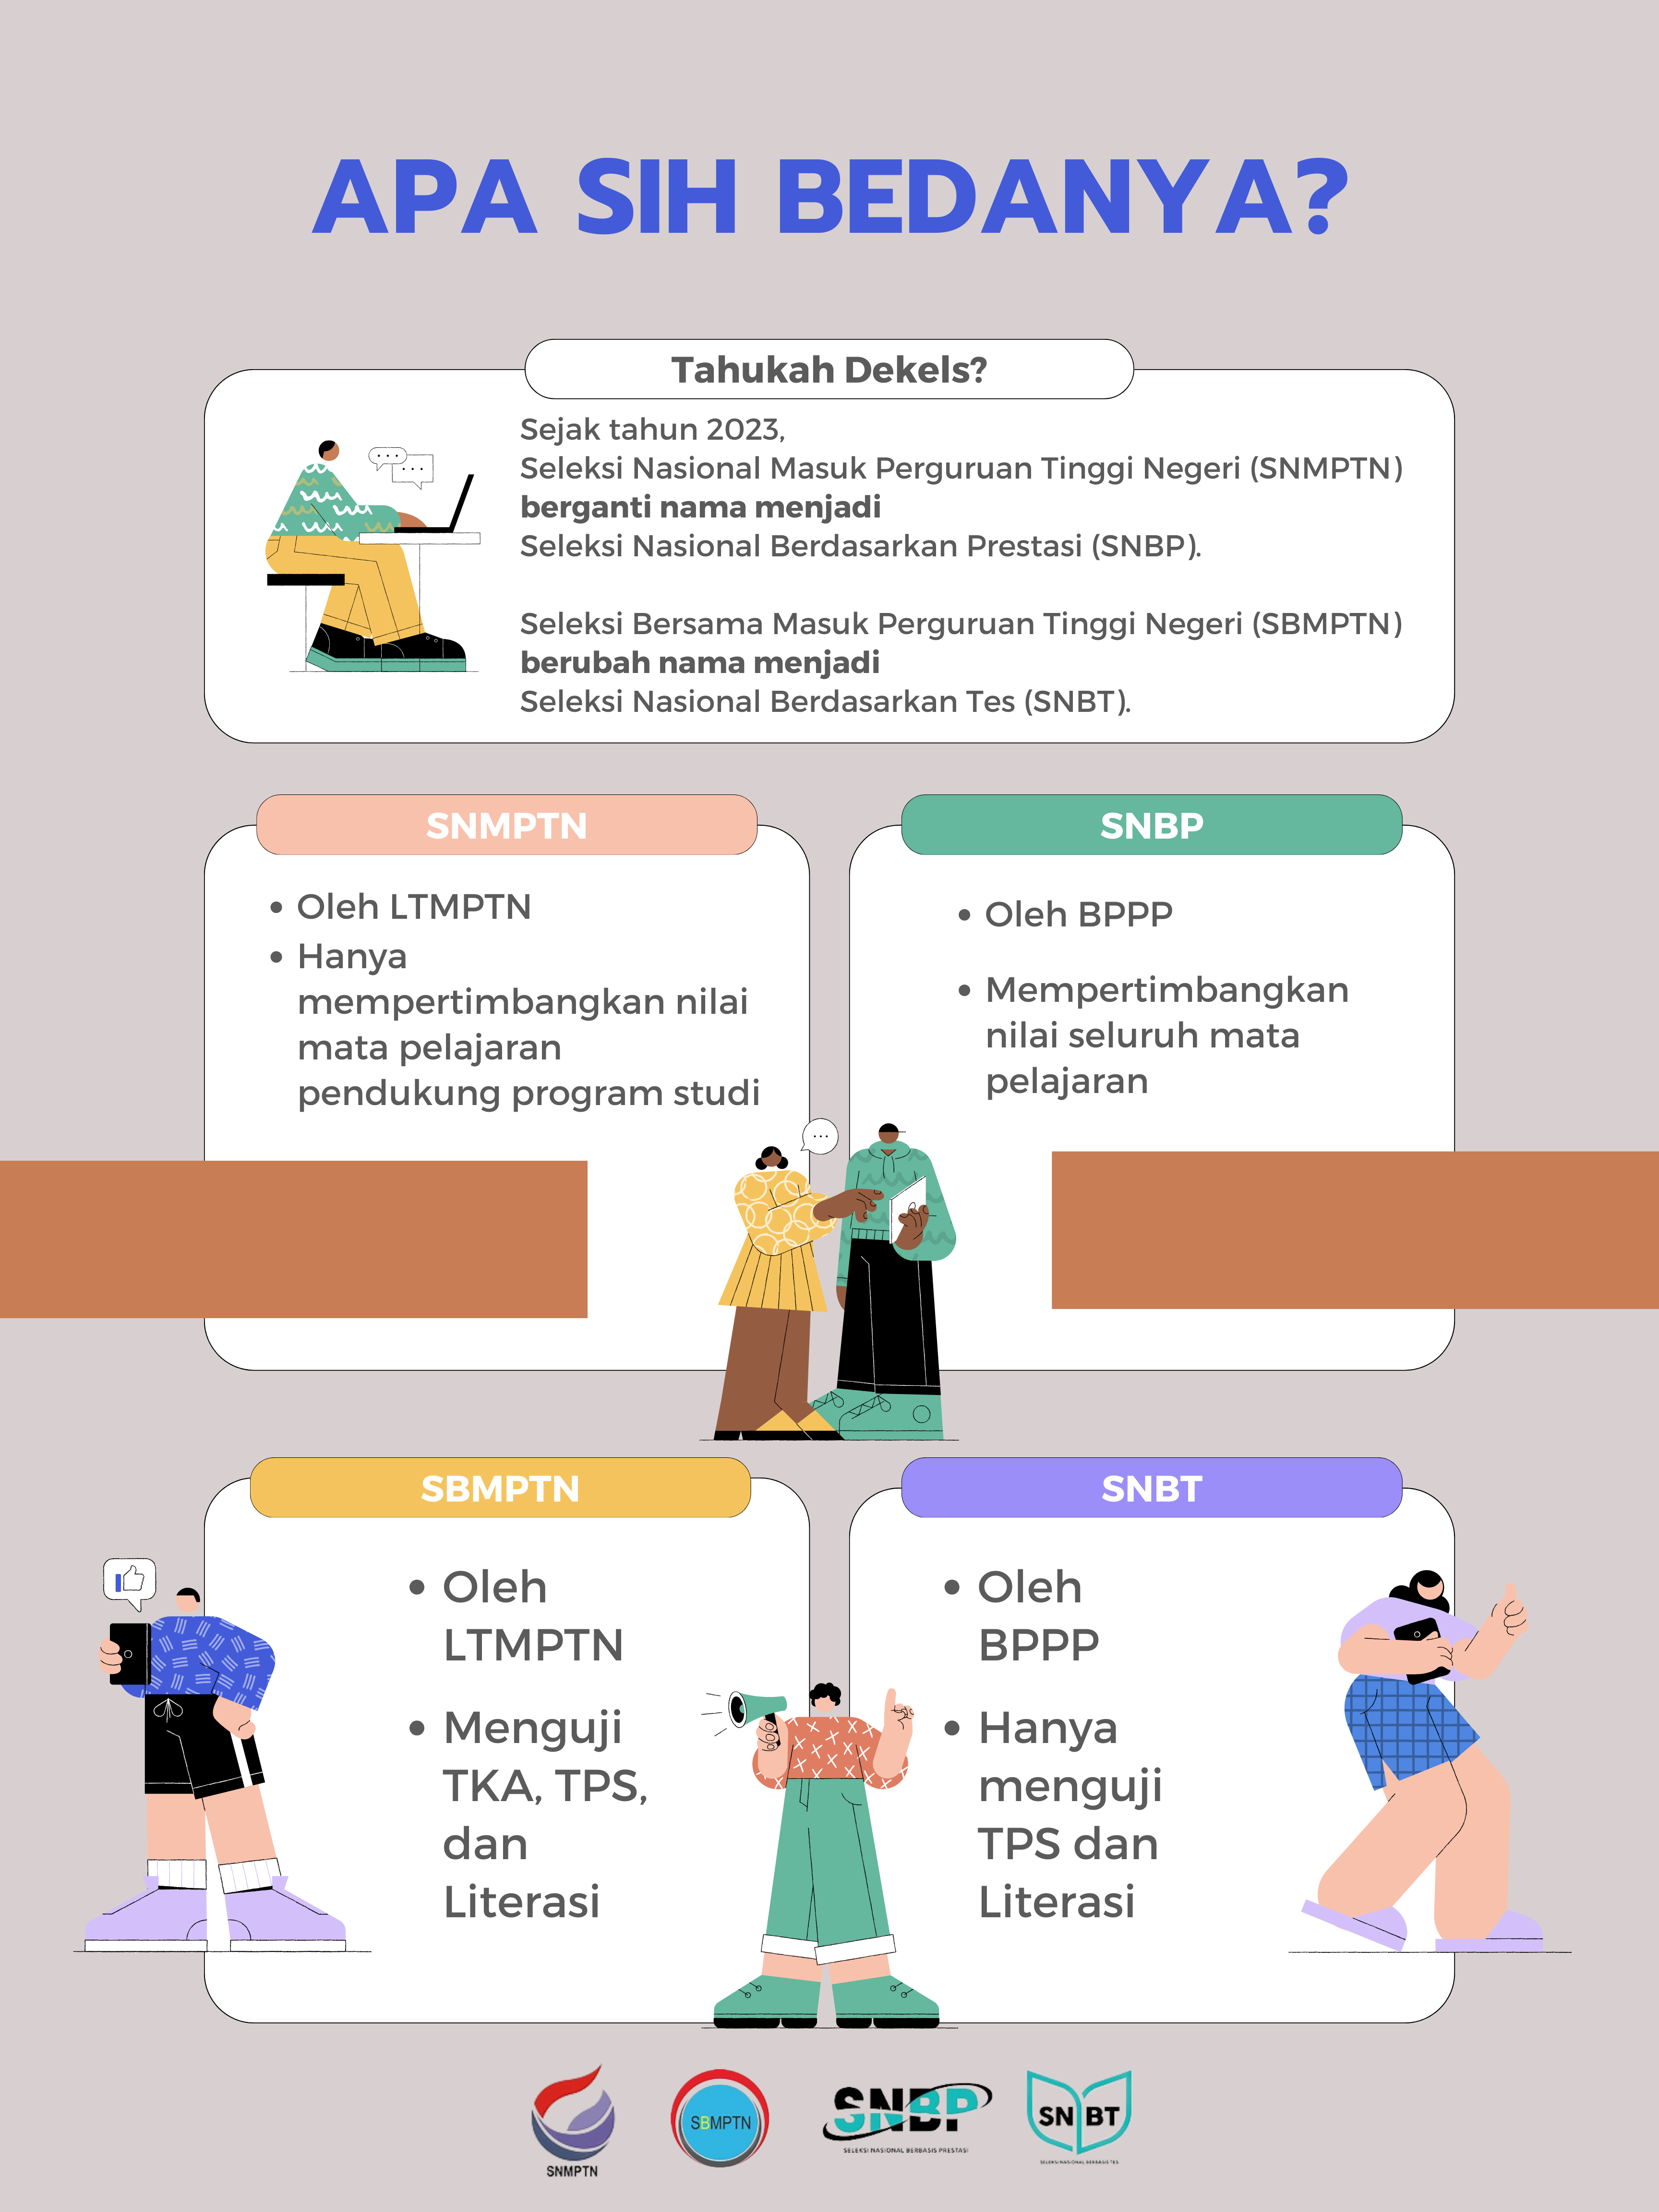 APA SIH BEDANYA?
Tahukah Dekels?
Sejak tahun 2023,
Seleksi Nasional Masuk Perguruan Tinggi Negeri (SNMPTN)
berganti nama menjadi
Seleksi Nasional Berdasarkan Prestasi (SNBP).
Seleksi Bersama Masuk Perguruan Tinggi Negeri (SBMPTN)
berubah nama menjadi
Seleksi Nasional Berdasarkan Tes (SNBT).
SNMPTN
• Oleh LTMPTN
• Hanya
mempertimbangkan nilai
mata pelajaran
pendukung program studi
SNBP
• Oleh BPPP
• Mempertimbangkan
nilai seluruh mata
pelajaran
SBMPTN
• Oleh
LTMPTN
• Menguji
TKA, TPS,
dan
Literasi
SNBT
• Oleh
BPPP
• Hanya
menguji
TPS dan
Literasi
SNMPTN
SBMPTN
SNBP
SELEKSI NASIONAL BERBASIS PRESTASI
SNBT
SELEKSI NASIONAL BERBASIS TES